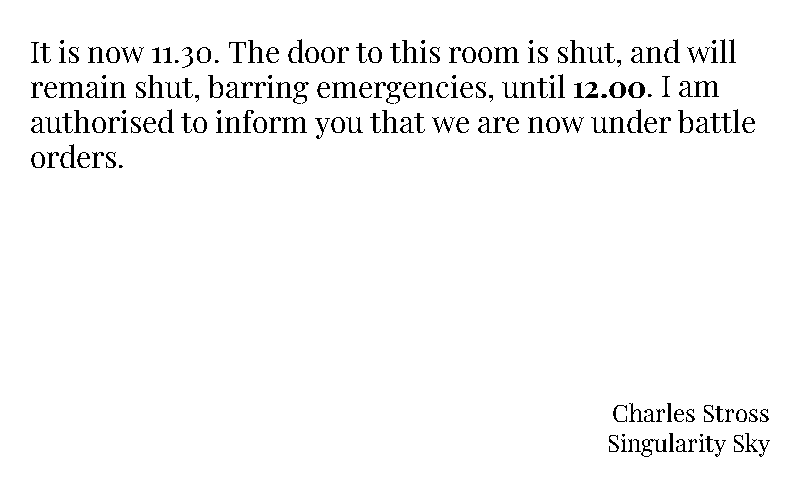 It is now 11.30. The door to this room is shut, and will
remain shut, barring emergencies, until 12.00. I am
authorised to inform you that we are now under battle
orders.
Charles Stross
Singularity Sky